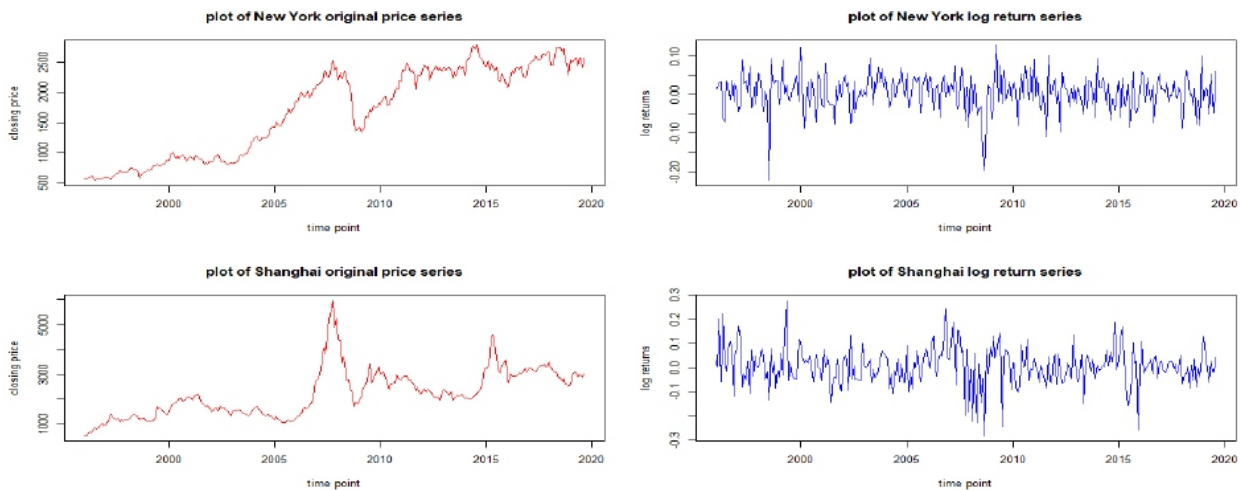 plot of New York original price series
closing price
2500
2000
1500
1000
500
2000 2005 2010 2015 2020
time point
plot of New York log return series
log returns
0.10
0.00
-0.10
-0.20
2000 2005 2010 2015 2020
time point
plot of Shanghai original price series
closing price
5000
3000
1000
2000 2005 2010 2015 2020
time point
plot of Shanghai log return series
log returns
0.3
0.2
0.1
0.0
-0.1
-0.3
2000 2005 2010 2015 2020
time point